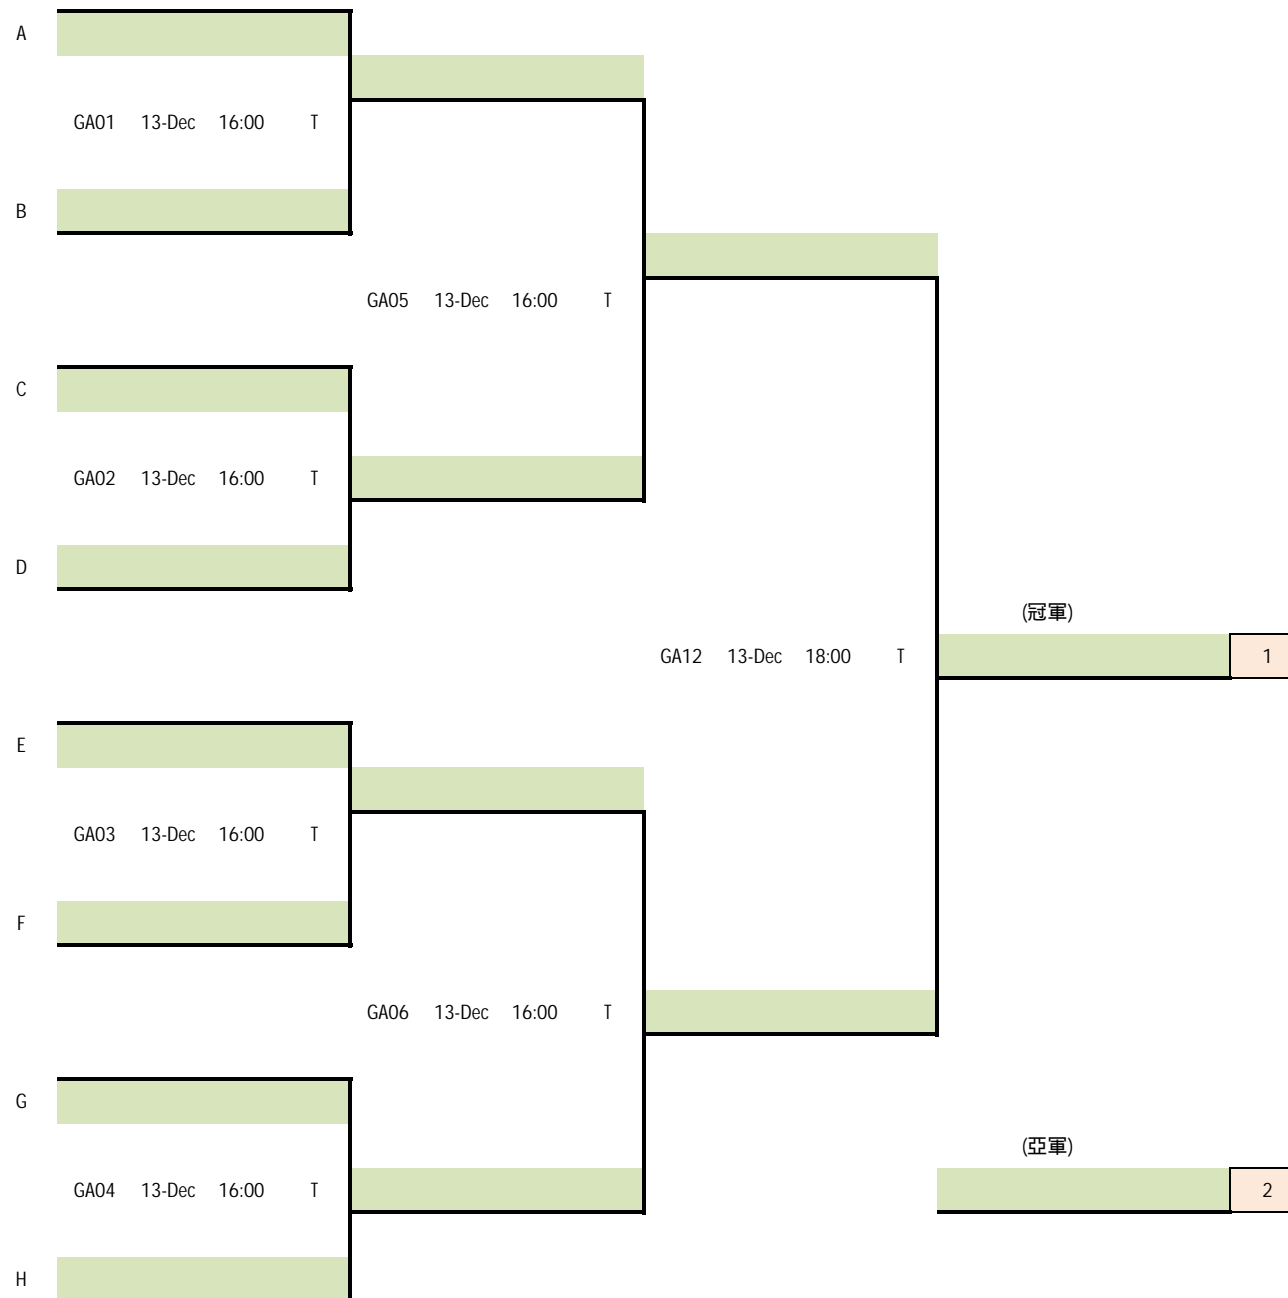 A
GA01 13-Dec 16:00 T
B
GA05 13-Dec 16:00 T
C
GA02 13-Dec 16:00 T
D
(冠軍)
GA12 13-Dec 18:00 T 1
E
GA03 13-Dec 16:00 T
F
GA06 13-Dec 16:00 T
G
(亞軍)
GA04 13-Dec 16:00 T 2
H